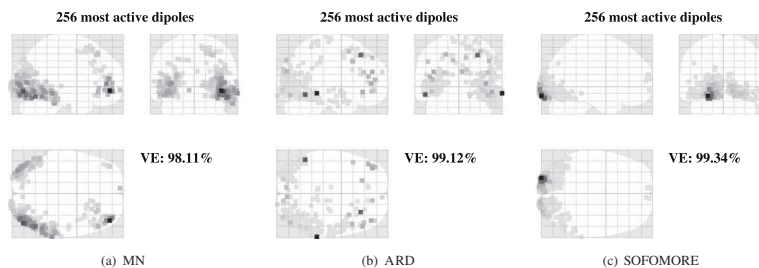 256 most active dipoles
256 most active dipoles
256 most active dipoles
VE: 98.11%
VE: 99.12%
VE: 99.34%
(a) MN
(b) ARD
(c) SOFOMORE